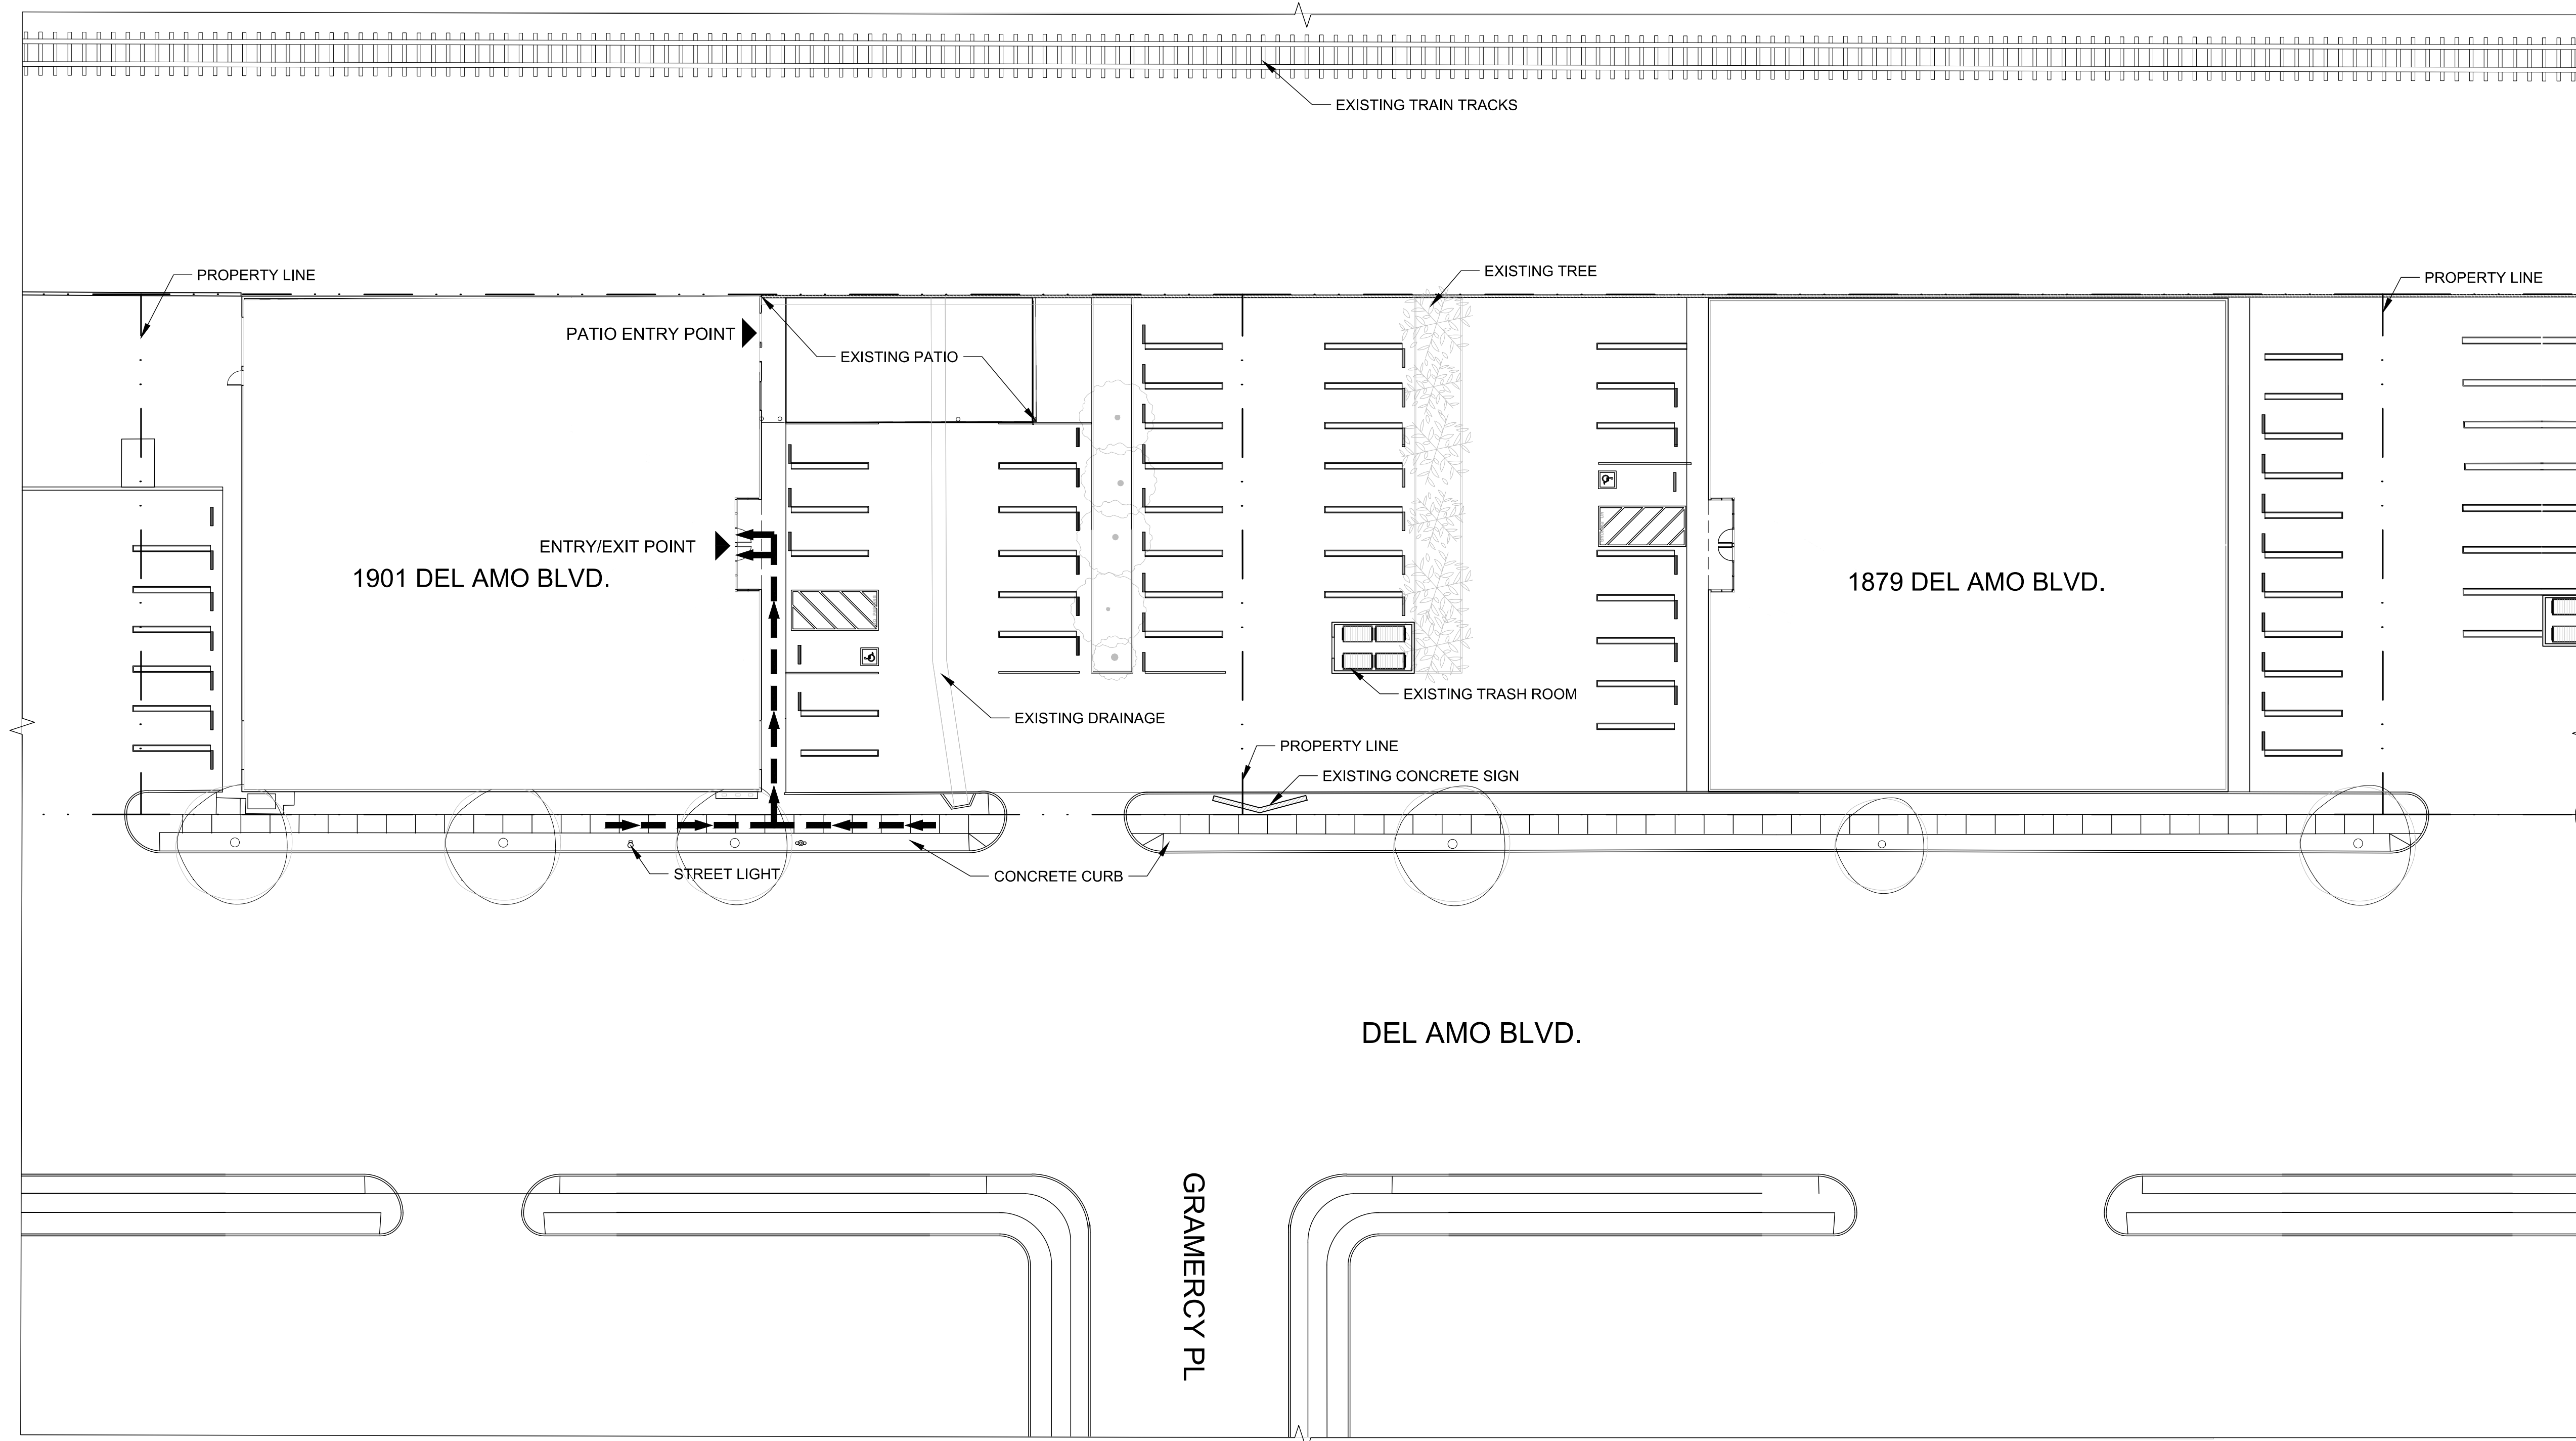 EXISTING TRAIN TRACKS
PROPERTY LINE
EXISTING TREE
PROPERTY LINE
PATIO ENTRY POINT
EXISTING PATIO
ENTRY/EXIT POINT
1901 DEL AMO BLVD.
1879 DEL AMO BLVD.
EXISTING TRASH ROOM
EXISTING DRAINAGE
PROPERTY LINE
EXISTING CONCRETE SIGN
STREET LIGHT
CONCRETE CURB
DEL AMO BLVD.
GRAMERCY PL